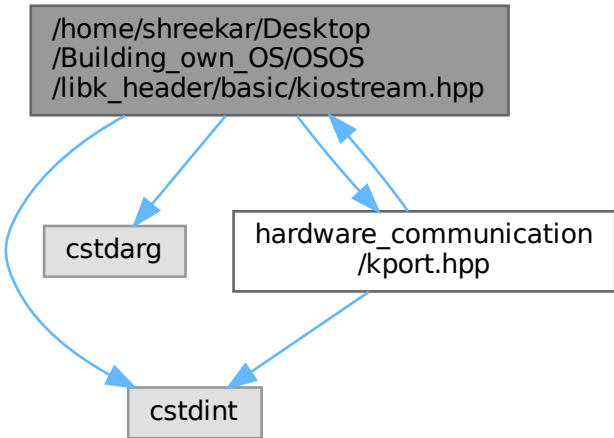 /home/shreekar/Desktop
/Building_own_OS/OSOS
/libk_header/basic/kiostream.hpp
cstdarg
hardware_communication
/kport.hpp
cstdint